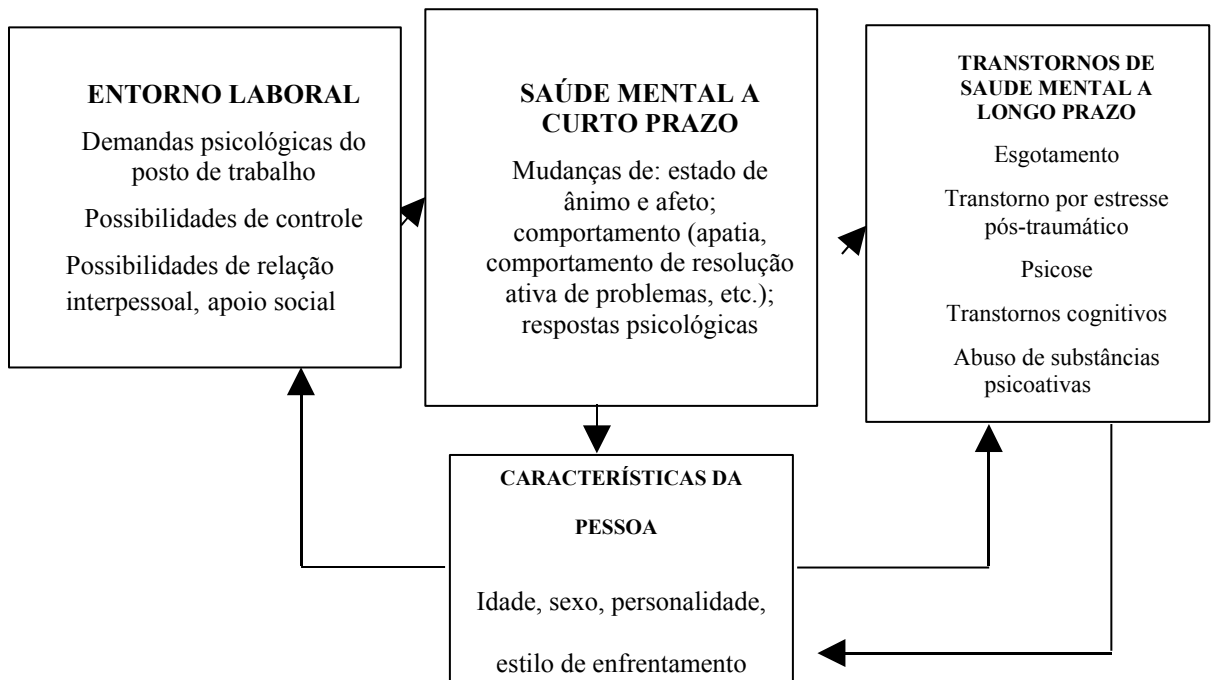 ENTORNO LABORAL
Demandas psicológicas do
posto de trabalho
Possibilidades de controle
Possibilidades de relação
interpessoal, apoio social
SAÚDE MENTAL A
CURTO PRAZO
Mudanças de: estado de
ânimo e afeto;
comportamento (apatia,
comportamento de resolução
ativa de problemas, etc.);
respostas psicológicas
TRANSTORNOS DE
SAUDE MENTAL A
LONGO PRAZO
Esgotamento
Transtorno por estresse
pós-traumático
Psicose
Transtornos cognitivos
Abuso de substâncias
psicoativas
CARACTERÍSTICAS DA
PESSOA
Idade, sexo, personalidade,
estilo de enfrentamento